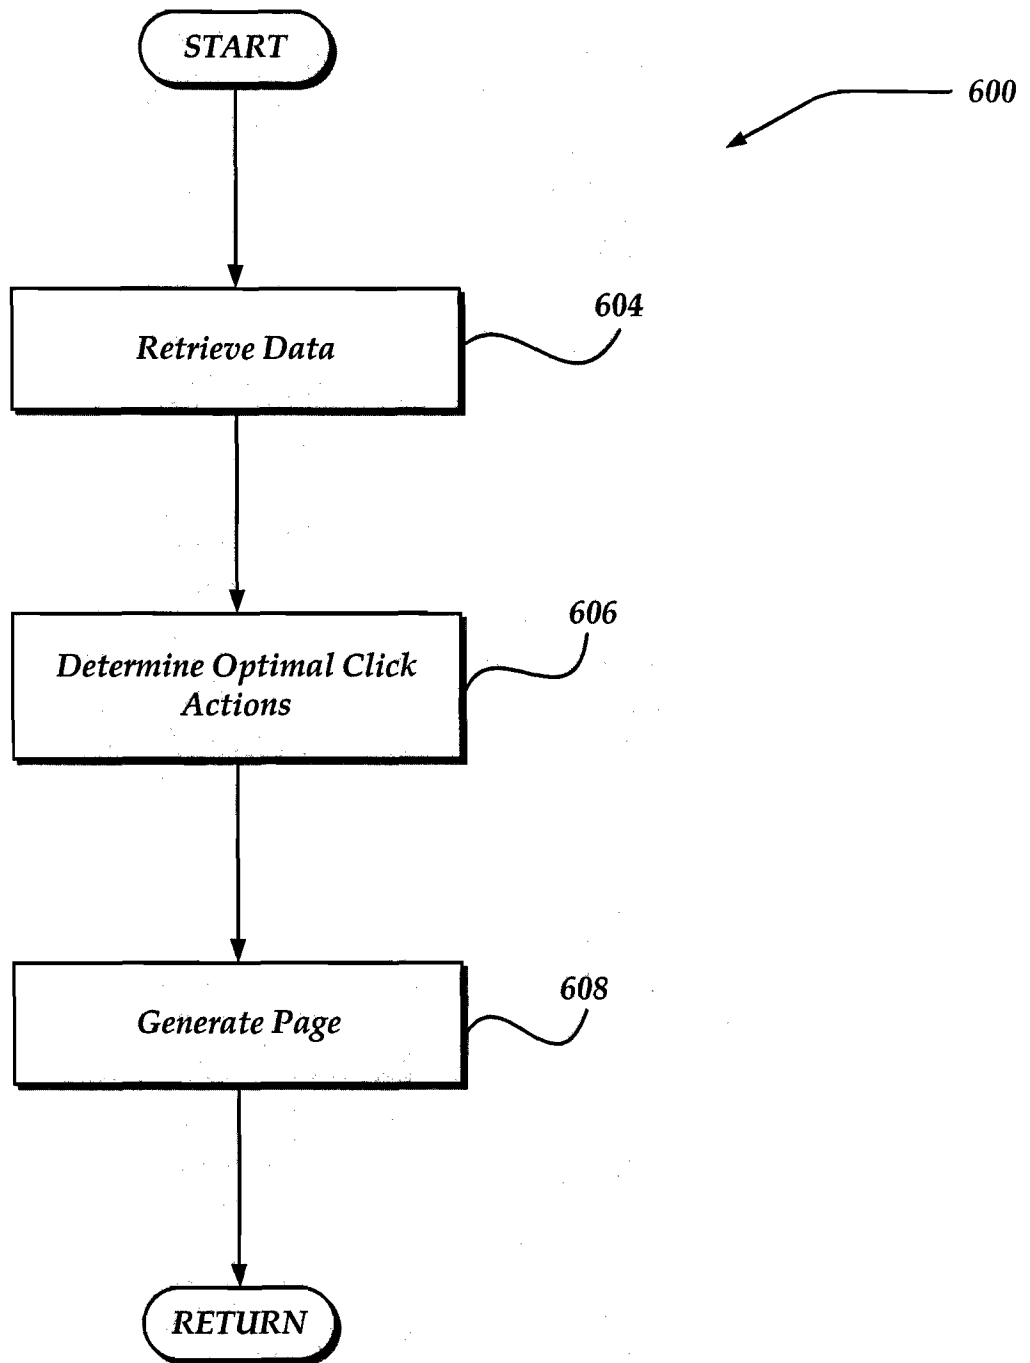 START
600
604
Retrieve Data
606
Determine Optimal Click
Actions
608
Generate Page
RETURN